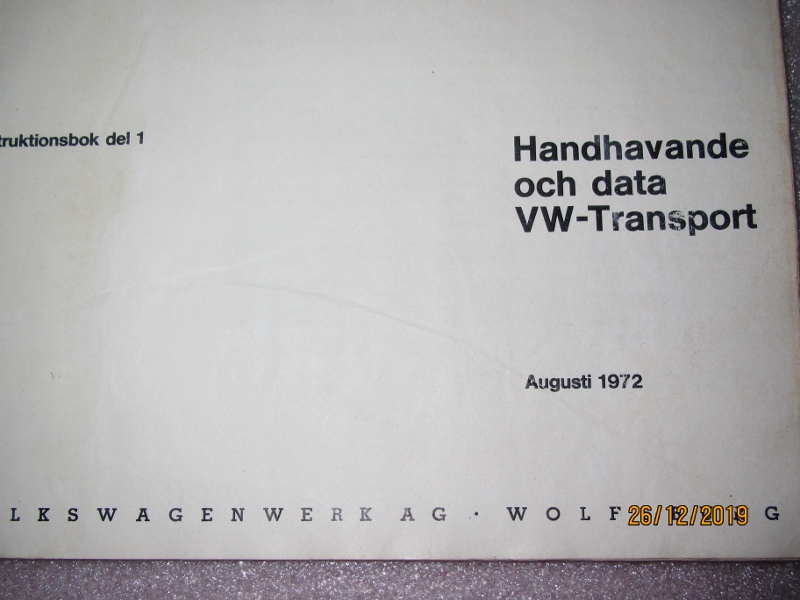 truktionsbok del 1
Handhavande
och data
VW-Transport
Augusti 1972
LKSWAGENWERK AG · WOLF
26/12/2019
G